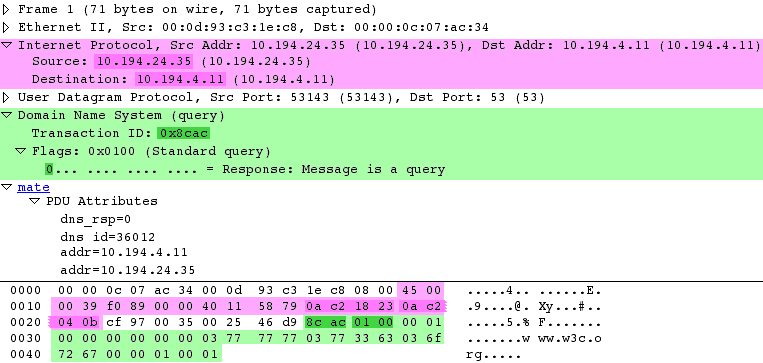 Frame 1 (71 bytes on wire, 71 bytes captured)
Ethernet II, Src: 00:0d:93:c3:1e:c8, Dst: 00:00:0c:07:ac:34
Internet Protocol, Src Addr: 10.194.24.35 (10.194.24.35), Dst Addr: 10.194.4.11 (10.194.4.11)
Source: 10.194.24.35 (10.194.24.35)
Destination: 10.194.4.11 (10.194.4.11)
User Datagram Protocol, Src Port: 53143 (53143), Dst Port: 53 (53)
Domain Name System (query)
Transaction ID: 0x8cac
Flags: 0x0100 (Standard query)
0... .... .... .... = Response: Message is a query
mate
PDU Attributes
dns_rsp=0
dns_id=36012
addr=10.194.4.11
addr=10.194.24.35
0000 00 00 0c 07 ac 34 00 0d 93 c3 1e c8 08 00 45 00 .....4.. ......E.
0010 00 39 f0 89 00 00 40 11 58 79 0a c2 18 23 0a c2 .9....@. Xy...#..
0020 04 0b cf 97 00 35 00 25 46 d9 8c ac 01 00 00 01 .....5.% F.......
0030 00 00 00 00 00 00 03 77 77 77 03 77 33 63 03 6f .......w ww.w3c.o
0040 72 67 00 00 01 00 01 rg.....